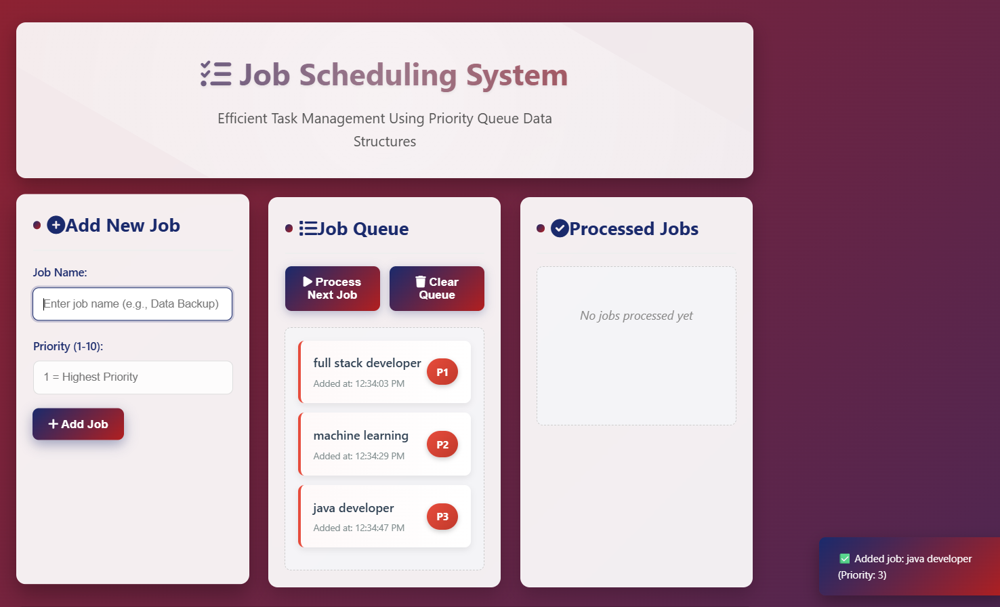 Job Scheduling System
Efficient Task Management Using Priority Queue Data
Structures
Add New Job
Job Name:
Enter job name (e.g., Data Backup)
Priority (1-10):
1 = Highest Priority
Add Job
Job Queue
Process
Next Job
Clear
Queue
full stack developer
Added at: 12:34:03 PM
P1
machine learning
Added at: 12:34:29 PM
P2
java developer
Added at: 12:34:47 PM
P3
Processed Jobs
No jobs processed yet
✅ Added job: java developer
(Priority: 3)